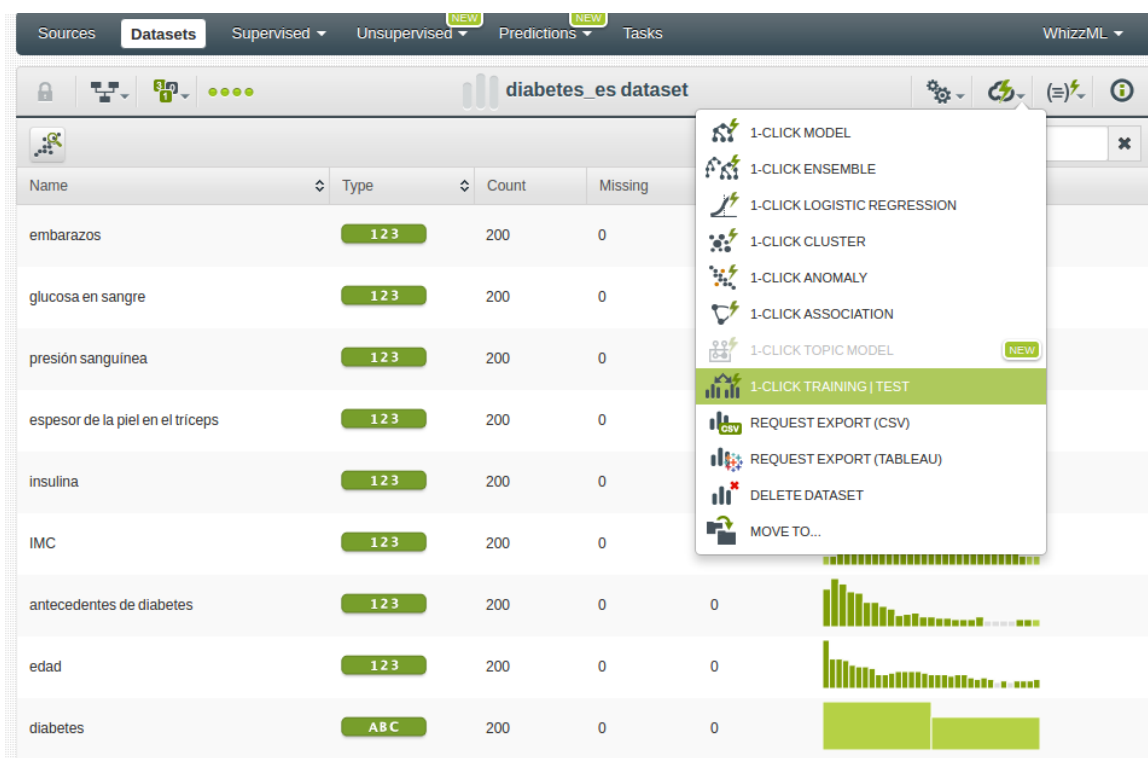 NEW NEW
Sources Datasets Supervised Unsupervised Predictions Tasks WhizzML
diabetes_es dataset
Name Type Count Missing
1-CLICK MODEL
1-CLICK ENSEMBLE
1-CLICK LOGISTIC REGRESSION
1-CLICK CLUSTER
1-CLICK ANOMALY
1-CLICK ASSOCIATION
1-CLICK TOPIC MODEL NEW
1-CLICK TRAINING | TEST
CSV REQUEST EXPORT (CSV)
REQUEST EXPORT (TABLEAU)
DELETE DATASET
MOVE TO...
embarazos 123 200 0
glucosa en sangre 123 200 0
presión sanguínea 123 200 0
espesor de la piel en el tríceps 123 200 0
insulina 123 200 0
IMC 123 200 0
antecedentes de diabetes 123 200 0 0
edad 123 200 0 0
diabetes ABC 200 0 0